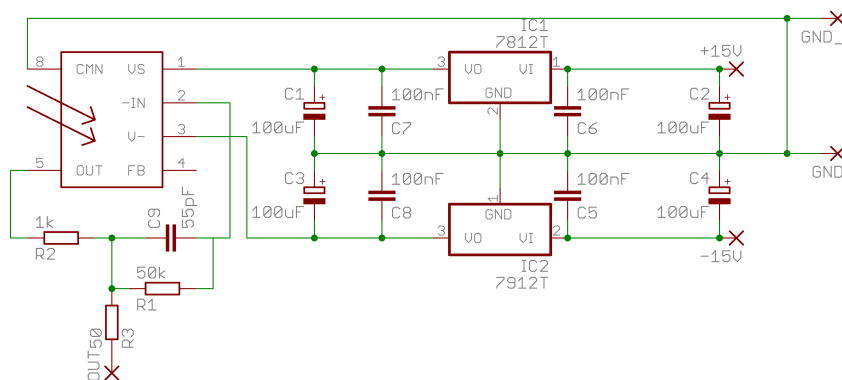 IC1
7812T
GND_
+15V
8
CMN
VS
1
3
VO
VI
1
C1
100nF
GND
100nF
C2
-IN
2
100uF
C7
2
C6
100uF
V-
3
5
OUT
FB
4
C3
100nF
1
100nF
C4
GND
100uF
C8
GND
C5
100uF
1k
R2
C9
55pF
3
VO
VI
2
-15V
IC2
7912T
50k
R1
50
R3
OUT